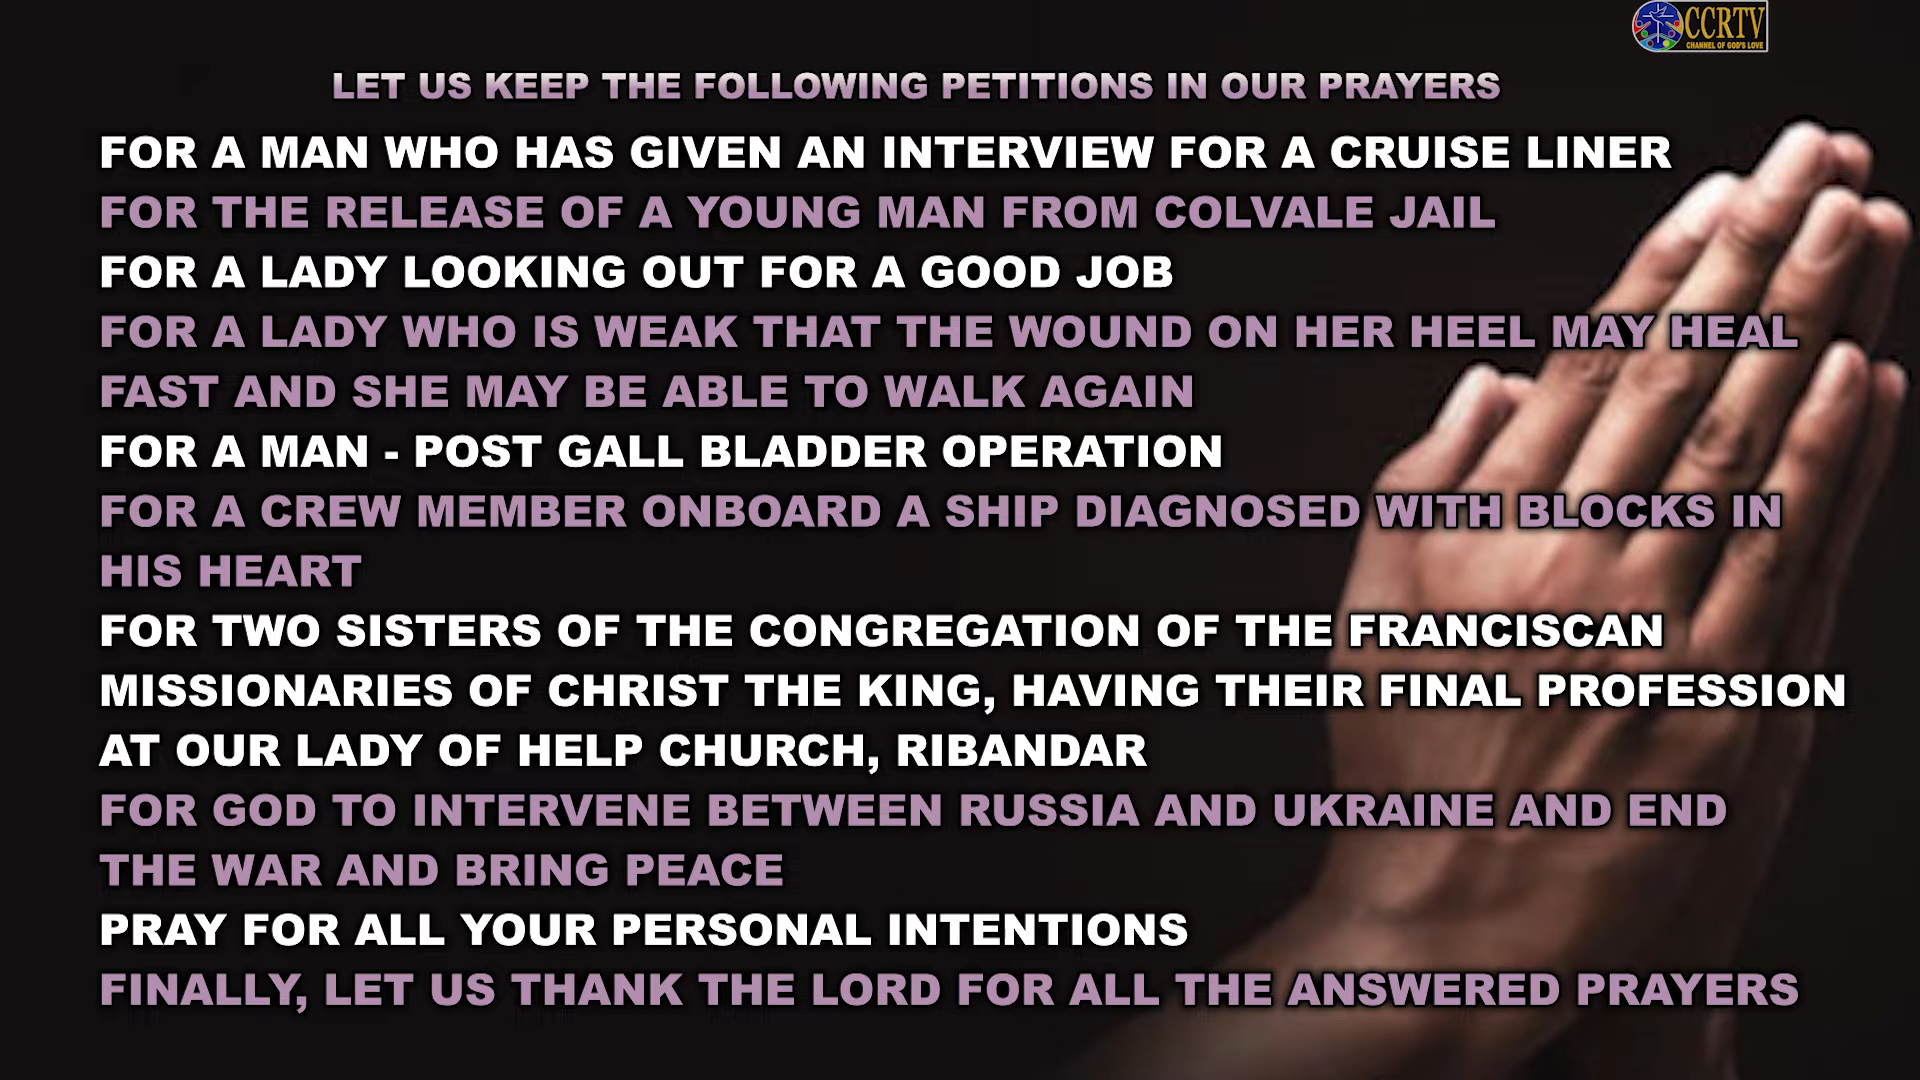 CCRTV
CHANNEL OF GOD'S LOVE
LET US KEEP THE FOLLOWING PETITIONS IN OUR PRAYERS
FOR A MAN WHO HAS GIVEN AN INTERVIEW FOR A CRUISE LINER
FOR THE RELEASE OF A YOUNG MAN FROM COLVALE JAIL
FOR A LADY LOOKING OUT FOR A GOOD JOB
FOR A LADY WHO IS WEAK THAT THE WOUND ON HER HEEL MAY HEAL
FAST AND SHE MAY BE ABLE TO WALK AGAIN
FOR A MAN - POST GALL BLADDER OPERATION
FOR A CREW MEMBER ONBOARD A SHIP DIAGNOSED WITH BLOCKS IN
HIS HEART
FOR TWO SISTERS OF THE CONGREGATION OF THE FRANCISCAN
MISSIONARIES OF CHRIST THE KING, HAVING THEIR FINAL PROFESSION
AT OUR LADY OF HELP CHURCH, RIBANDAR
FOR GOD TO INTERVENE BETWEEN RUSSIA AND UKRAINE AND END
THE WAR AND BRING PEACE
PRAY FOR ALL YOUR PERSONAL INTENTIONS
FINALLY, LET US THANK THE LORD FOR ALL THE ANSWERED PRAYERS